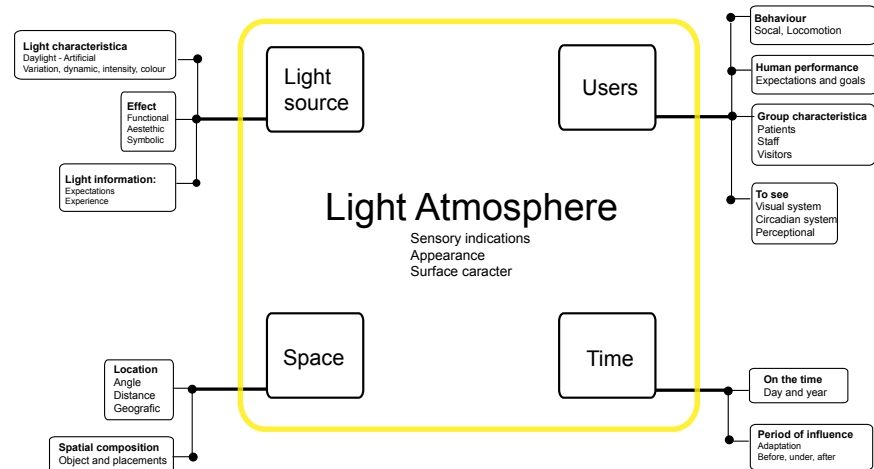 Light characteristica
Daylight - Artificial
Variation, dynamic, intensity, colour
Effect
Functional
Aestethic
Symbolic
Light information:
Expectations
Experience
Light
source
Users
Behaviour
Socal, Locomotion
Human performance
Expectations and goals
Group characteristica
Patients
Staff
Visitors
To see
Visual system
Circadian system
Perceptional
Light Atmosphere
Sensory indications
Appearance
Surface caracter
Space
Time
Location
Angle
Distance
Geografic
Spatial composition
Object and placements
On the time
Day and year
Period of influence
Adaptation
Before, under, after